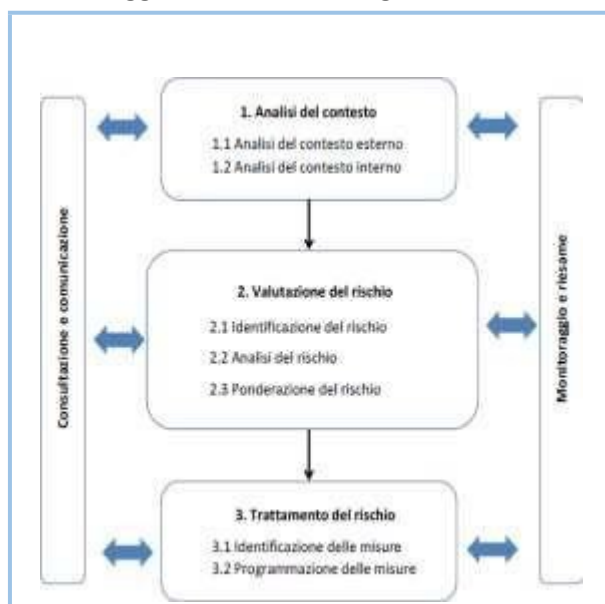 Consultazione e comunicazione
1. Analisi del contesto
1.1 Analisi del contesto esterno
1.2 Analisi del contesto interno
2. Valutazione del rischio
2.1 Identificazione del rischio
2.2 Analisi del rischio
2.3 Ponderazione del rischio
3. Trattamento del rischio
3.1 Identificazione delle misure
3.2 Programmazione delle misure
Monitoraggio e riesame